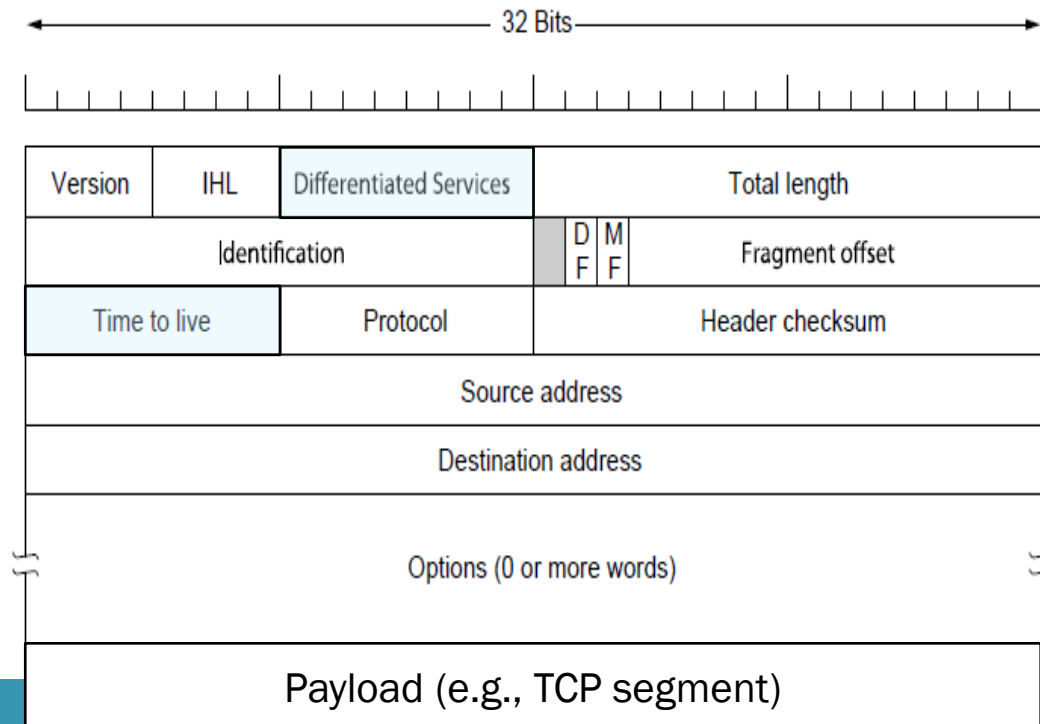 32 Bits
Version IHL Differentiated Services Total length
Identification D F M F Fragment offset
Time to live Protocol Header checksum
Source address
Destination address
Options (0 or more words)
Payload (e.g., TCP segment)